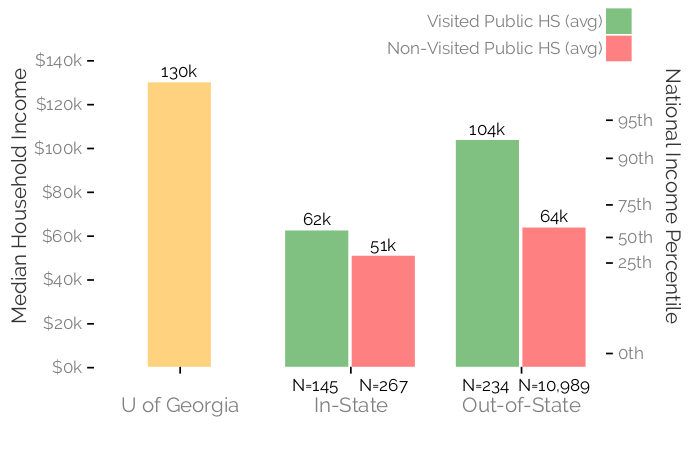 Visited Public HS (avg)
Non-Visited Public HS (avg)
Median Household Income
$140k
$120k
$100k
$80k
$60k
$40k
$20k
$0k
130k
62k
51k
104k
64k
95th
90th
75th
50th
25th
0th
National Income Percentile
N=145 N=267 N=234 N=10,989
U of Georgia In-State Out-of-State